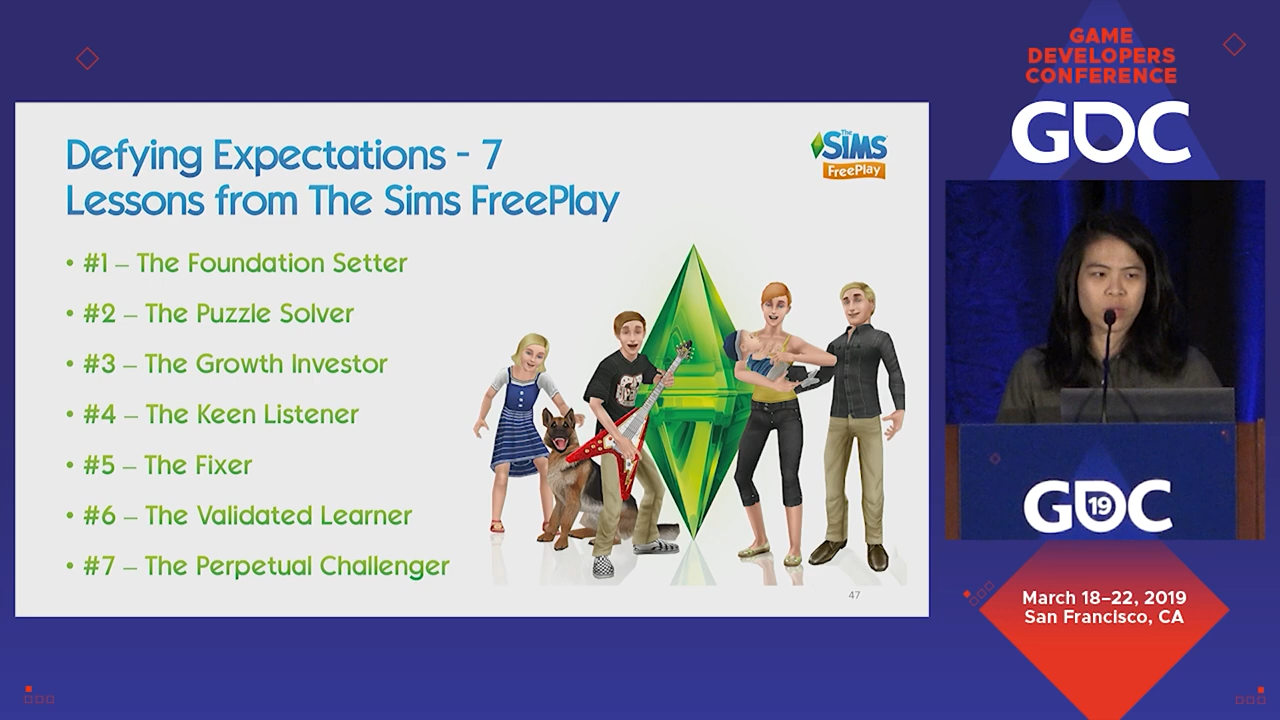 Defying Expectations - 7
Lessons from The Sims FreePlay
The
SIMS
FreePlay
• #1 – The Foundation Setter
• #2 – The Puzzle Solver
• #3 – The Growth Investor
• #4 – The Keen Listener
• #5 – The Fixer
• #6 – The Validated Learner
• #7 – The Perpetual Challenger
47
GAME
DEVELOPERS
CONFERENCE
GDC
GDC
19
March 18–22, 2019
San Francisco, CA